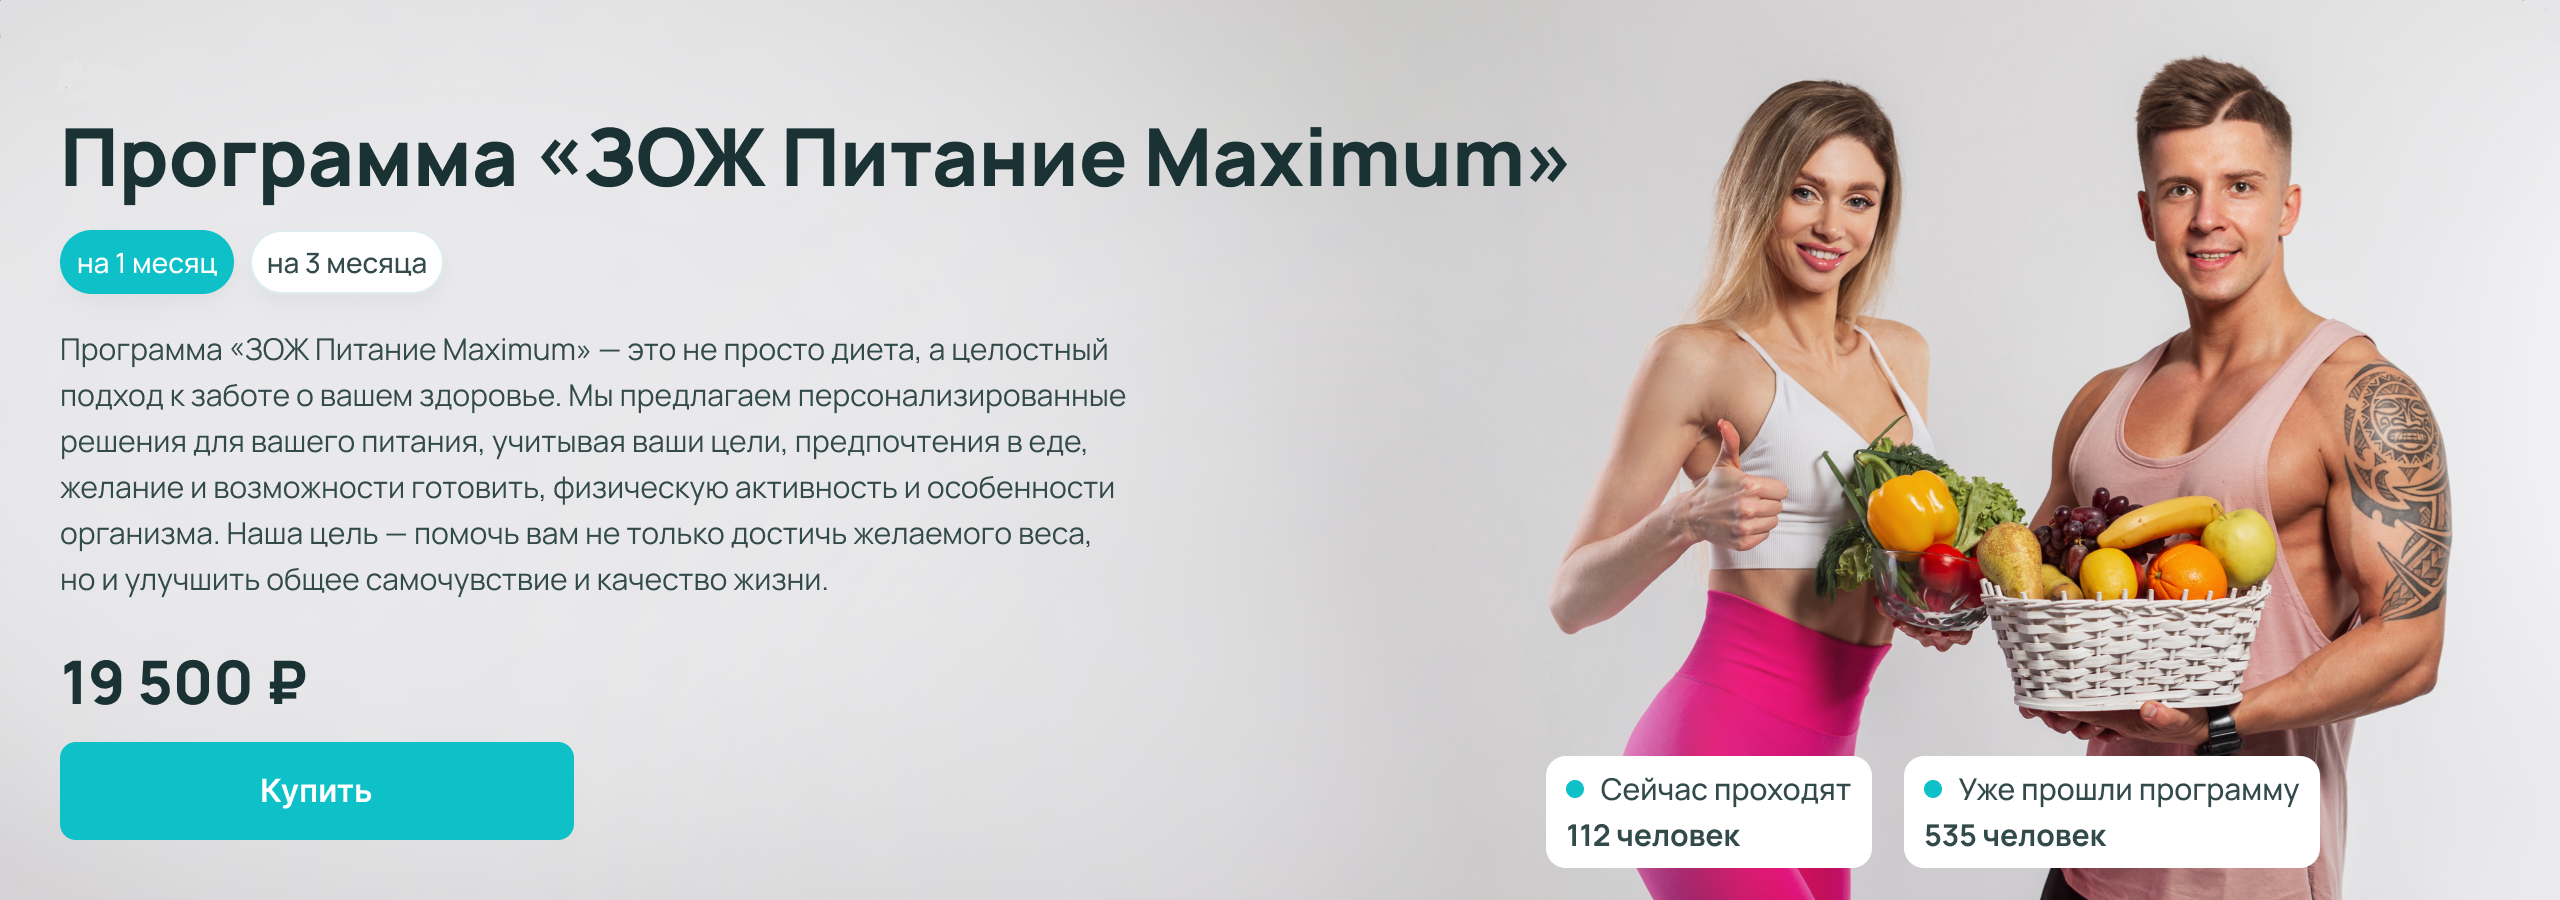 Программа «ЗОЖ Питание Maximum»
на 1 месяц
на 3 месяца
Программа «ЗОЖ Питание Maximum» — это не просто диета, а целостный
подход к заботе о вашем здоровье. Мы предлагаем персонализированные
решения для вашего питания, учитывая ваши цели, предпочтения в еде,
желание и возможности готовить, физическую активность и особенности
организма. Наша цель — помочь вам не только достичь желаемого веса,
но и улучшить общее самочувствие и качество жизни.
19 500 ₽
Купить
Сейчас проходят
112 человек
Уже прошли программу
535 человек